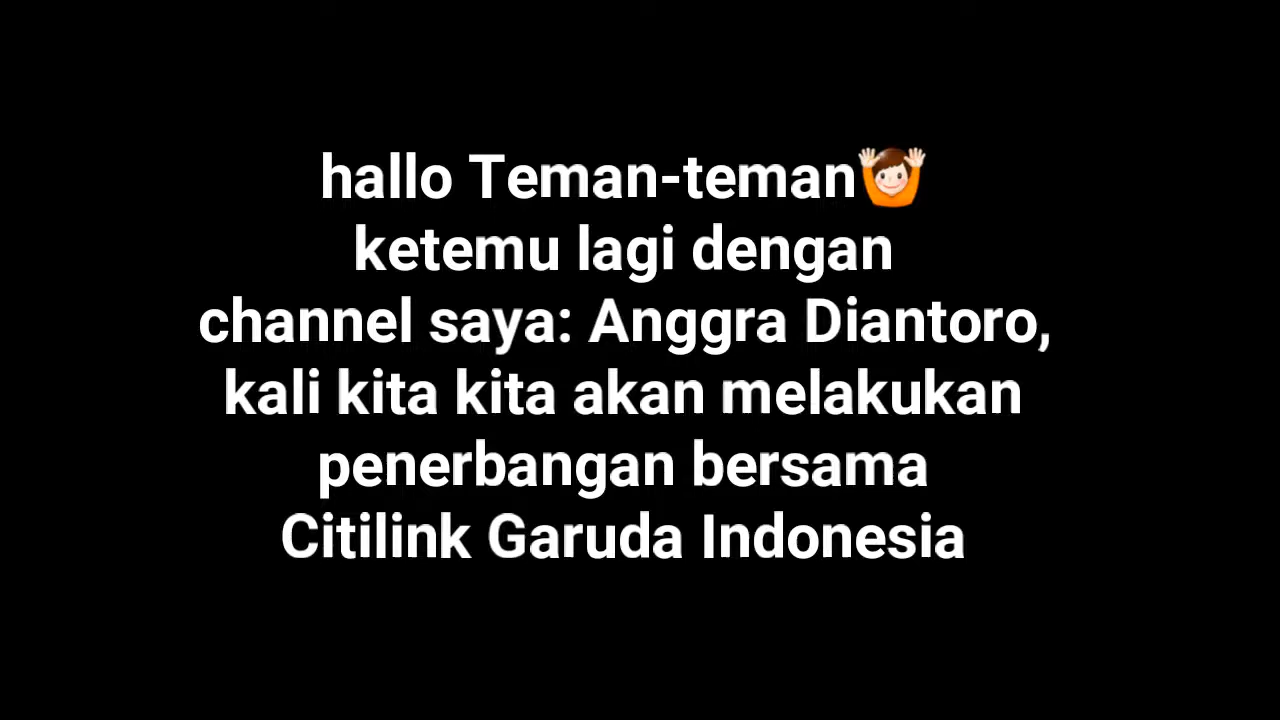 hallo Teman-teman🙌
ketemu lagi dengan
channel saya: Anggra Diantoro,
kali kita kita akan melakukan
penerbangan bersama
Citilink Garuda Indonesia